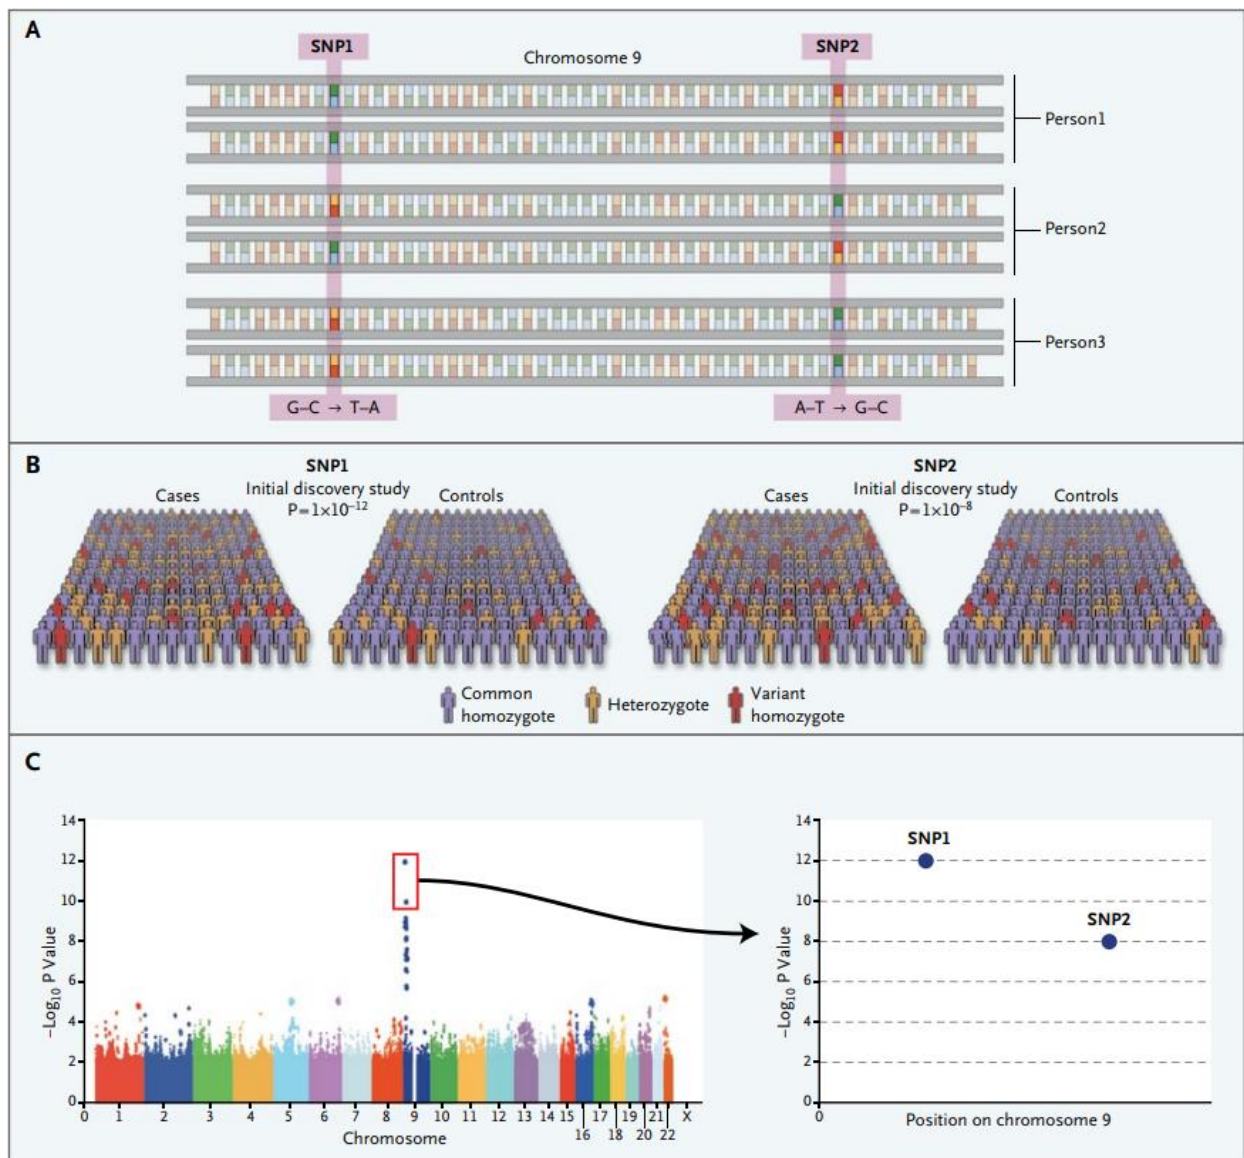 A
SNP1
SNP2
Chromosome 9
Person1
Person2
Person3
G–C → T–A
A–T → G–C
B
SNP1
Initial discovery study
P=1×10⁻¹²
Cases
Controls
SNP2
Initial discovery study
P=1×10⁻⁸
Cases
Controls
Common
homozygote
Heterozygote
Variant
homozygote
C
14
12
10
8
6
4
2
0
−Log₁₀ P Value
0 1 2 3 4 5 6 7 8 9 10 11 12 13 14 15 17 19 21 X
16 18 20 22
Chromosome
14
12
10
8
6
4
2
0
−Log₁₀ P Value
SNP1
SNP2
0
Position on chromosome 9